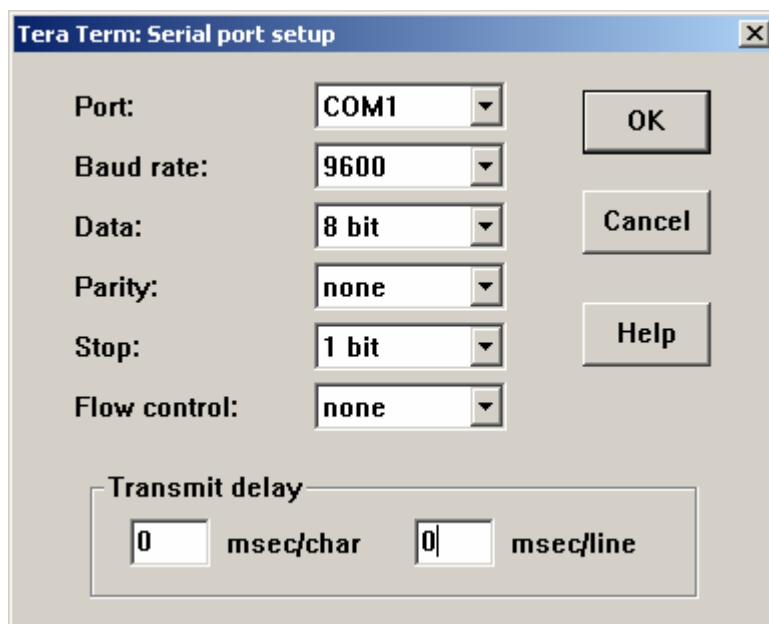 Tera Term: Serial port setup
Port: COM1 OK
Baud rate: 9600
Data: 8 bit Cancel
Parity: none
Stop: 1 bit Help
Flow control: none
Transmit delay
0 msec/char 0 msec/line